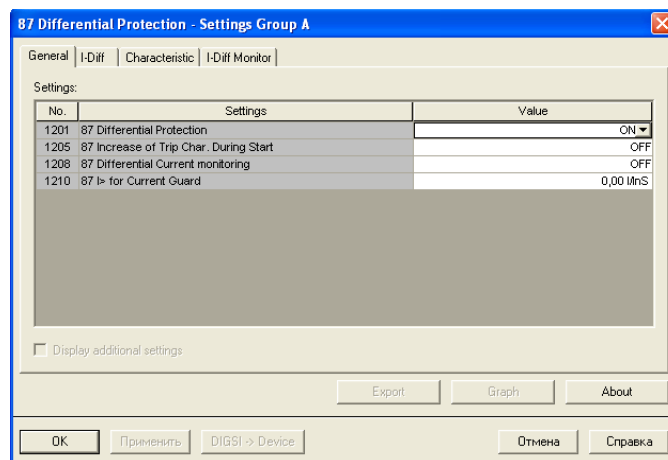 87 Differential Protection - Settings Group A
General I-Diff Characteristic I-Diff Monitor
Settings:
No. Settings Value
1201 87 Differential Protection ON
1205 87 Increase of Trip Char. During Start OFF
1208 87 Differential Current monitoring OFF
1210 87 I> for Current Guard 0,00 I/InS
Display additional settings
Export Graph About
OK Применить DIGSI -> Device Отмена Справка